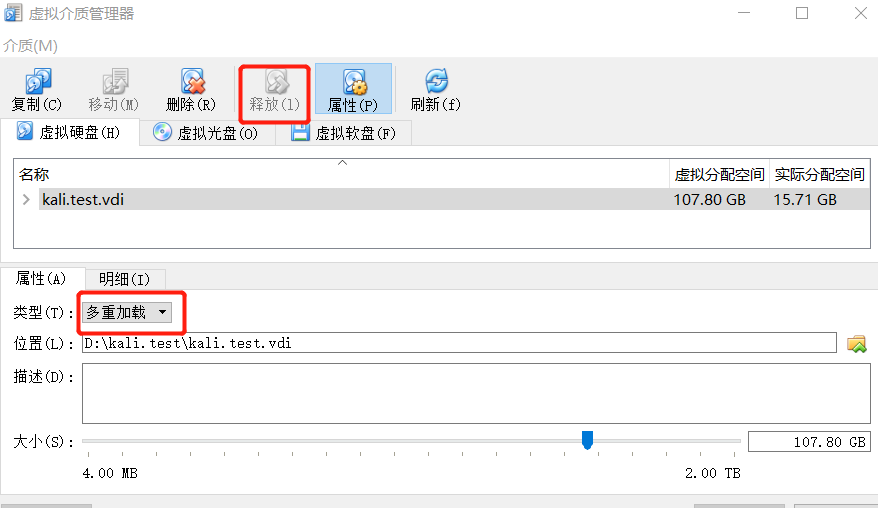 虚拟介质管理器
介质(M)
复制(C) 移动(M) 删除(R) 释放(l) 属性(P) 刷新(f)
虚拟硬盘(H) 虚拟光盘(O) 虚拟软盘(F)
名称 虚拟分配空间 实际分配空间
kali.test.vdi 107.80 GB 15.71 GB
属性(A) 明细(I)
类型(T): 多重加载
位置(L): D:\kali.test\kali.test.vdi
描述(D):
大小(S): 107.80 GB
4.00 MB 2.00 TB